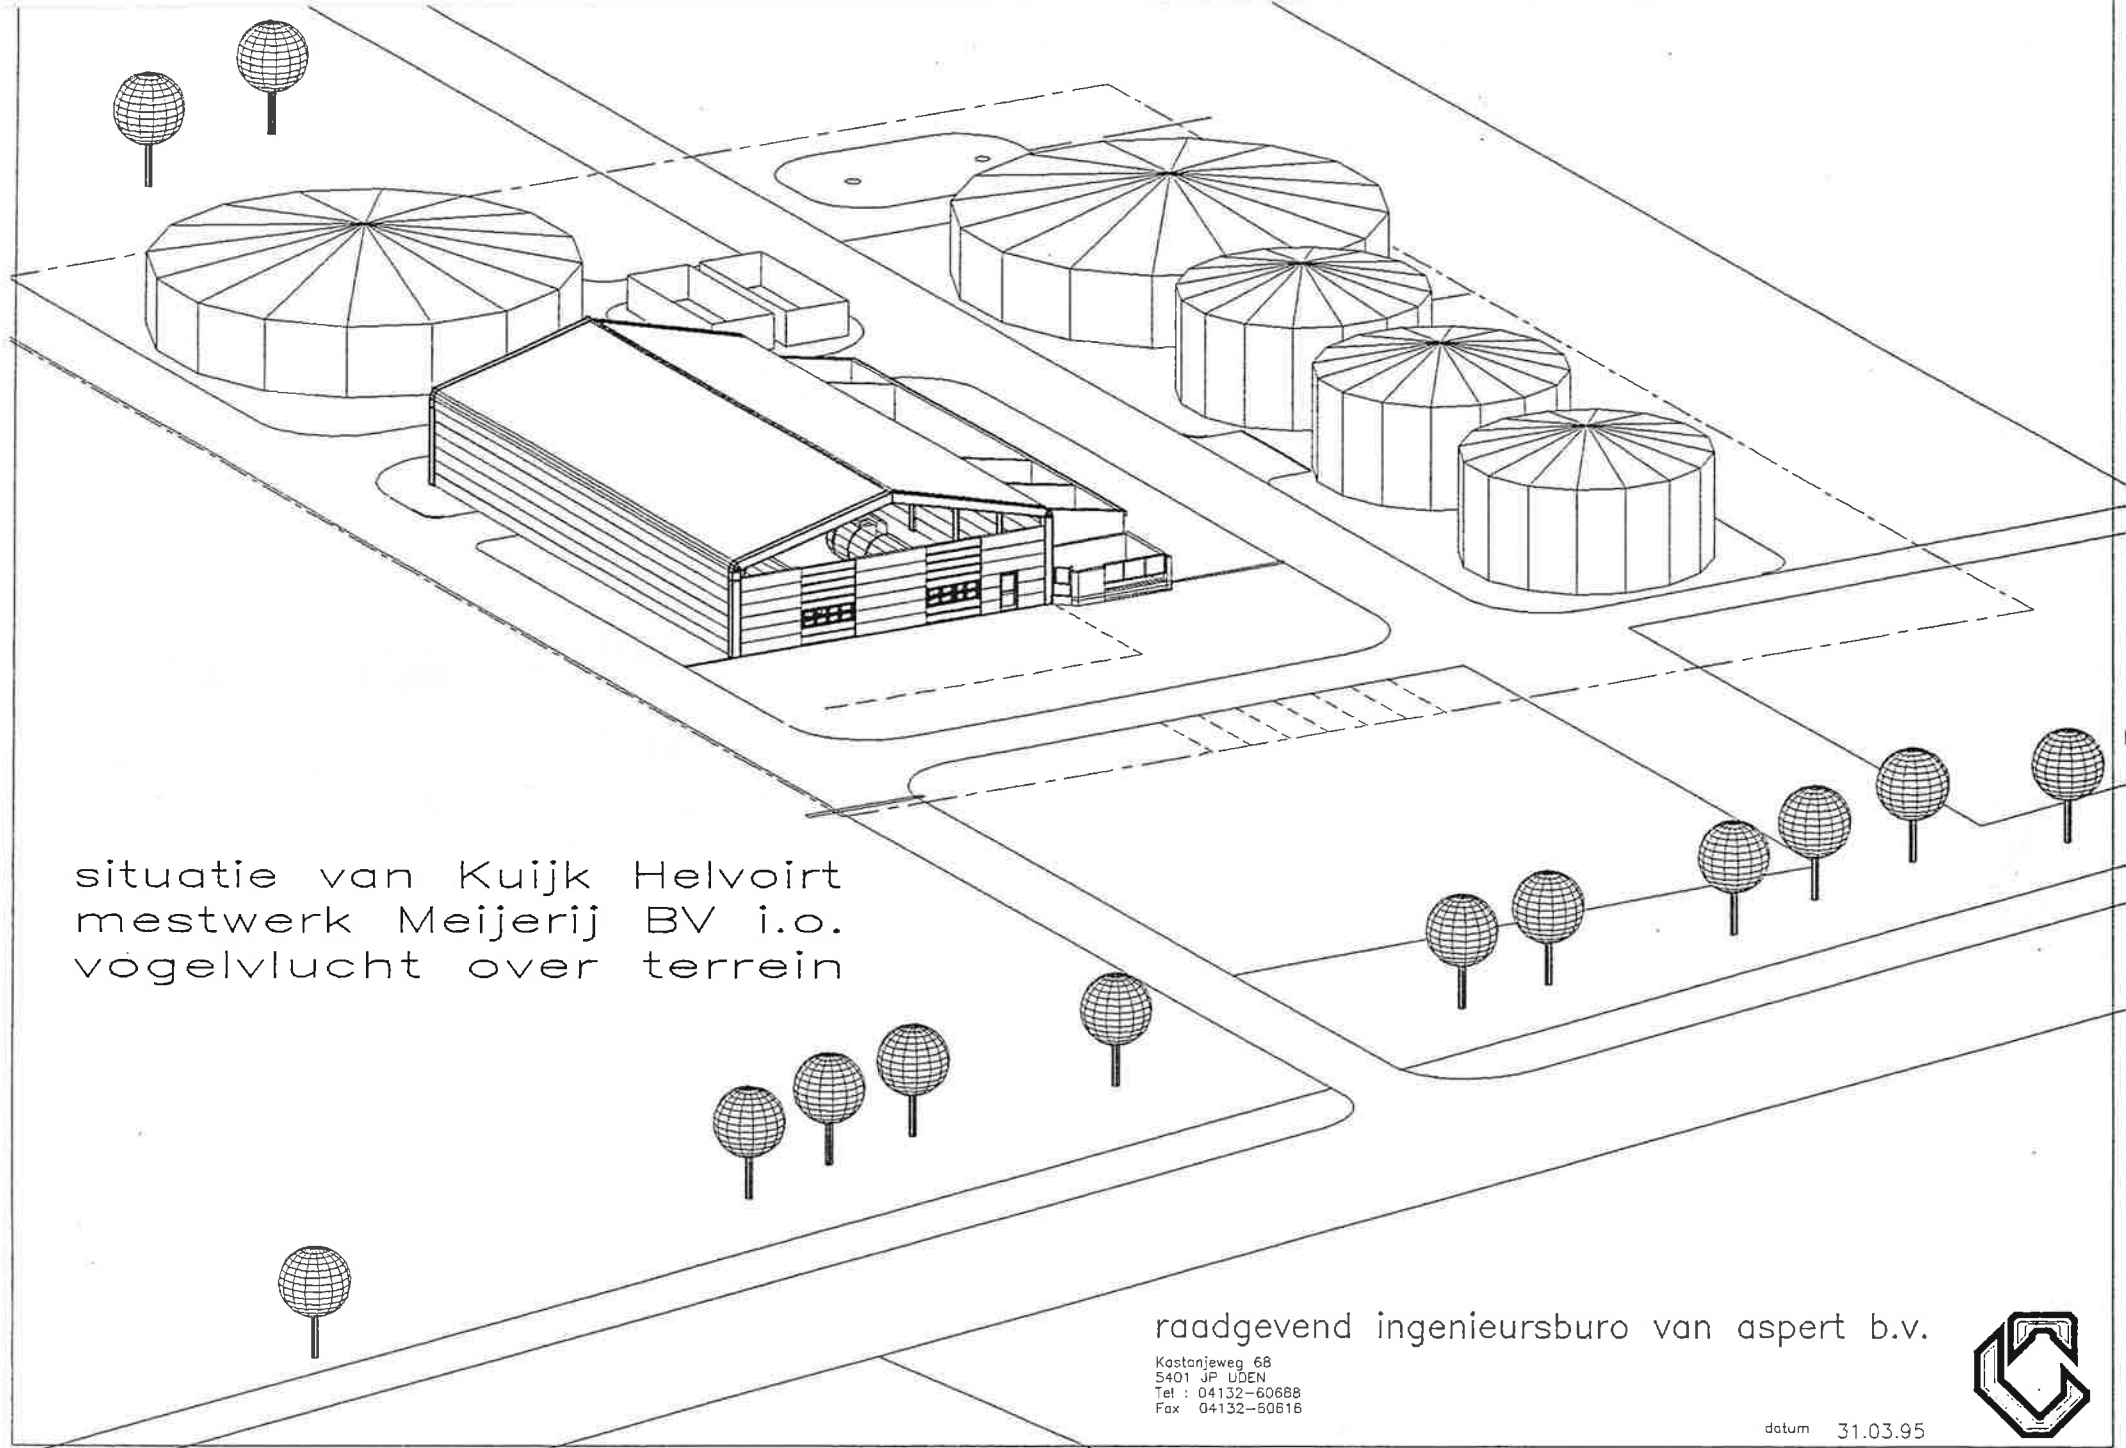 situatie van Kuijk Helvoirt
mestwerk Meijerij BV i.o.
vogelvlucht over terrein
raadgevend ingenieursburo van aspert b.v.
Kastanjeweg 68
5401 JP UDEN
Tel : 04132-60688
Fax 04132-60616
datum 31.03.95